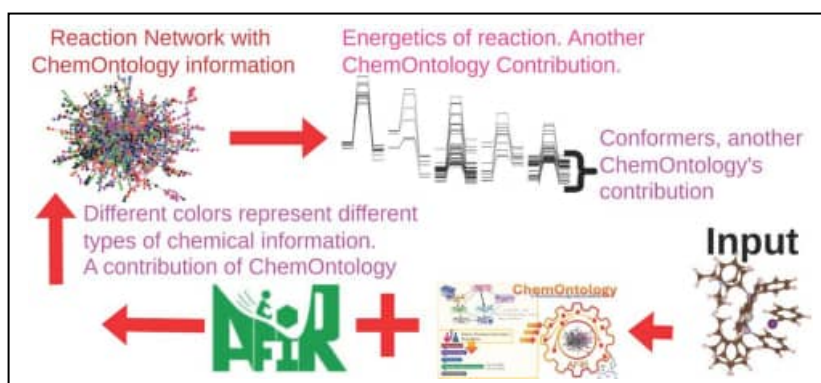 Reaction Network with
ChemOntology information
Energetics of reaction. Another
ChemOntology Contribution.
Conformers, another
ChemOntology's
contribution
Different colors represent different
types of chemical information.
A contribution of ChemOntology
Input
AFIR
+
ChemOntology
AFIR